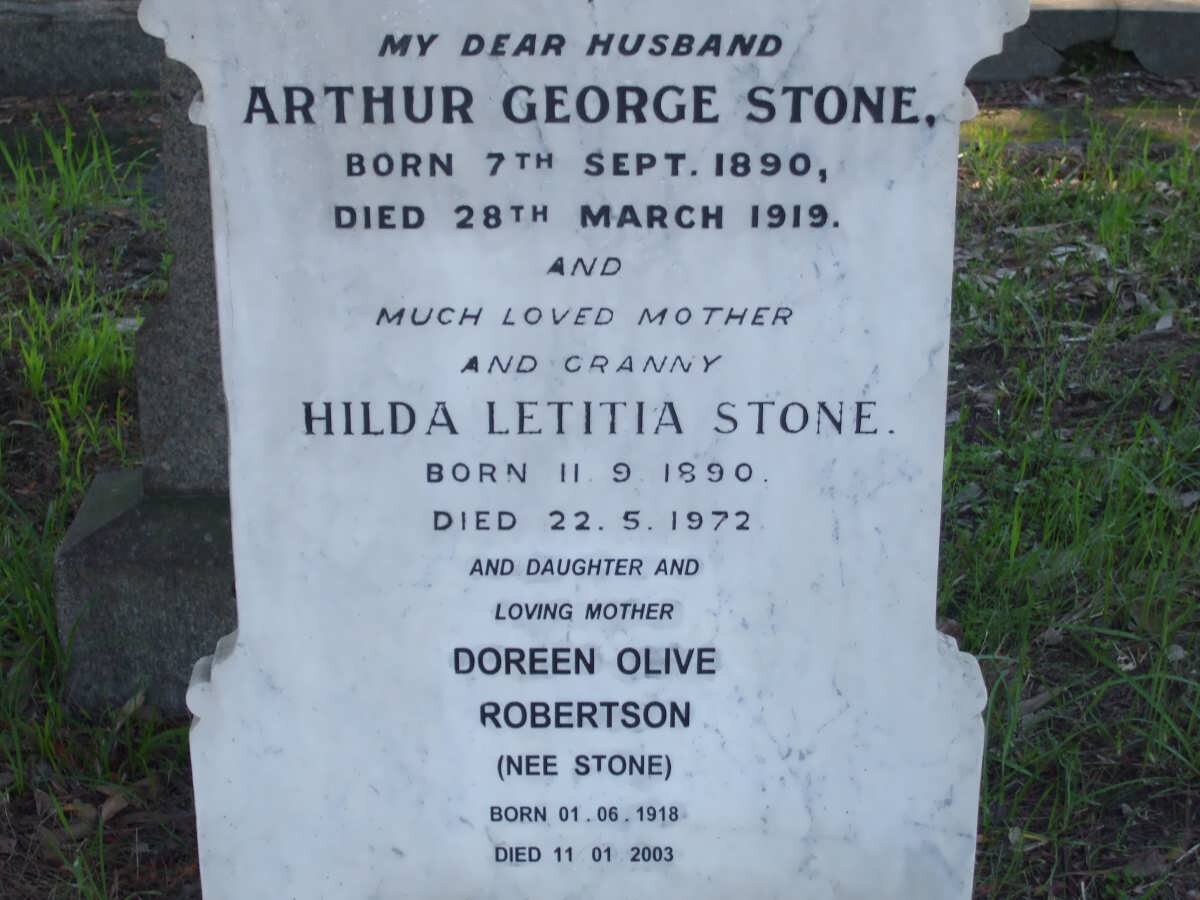 MY DEAR HUSBAND
ARTHUR GEORGE STONE,
BORN 7TH SEPT. 1890,
DIED 28TH MARCH 1919.
AND
MUCH LOVED MOTHER
AND GRANNY
HILDA LETITIA STONE.
BORN 11. 9. 1890.
DIED 22. 5. 1972
AND DAUGHTER AND
LOVING MOTHER
DOREEN OLIVE
ROBERTSON
(NEE STONE)
BORN 01.06.1918
DIED 11 01 2003